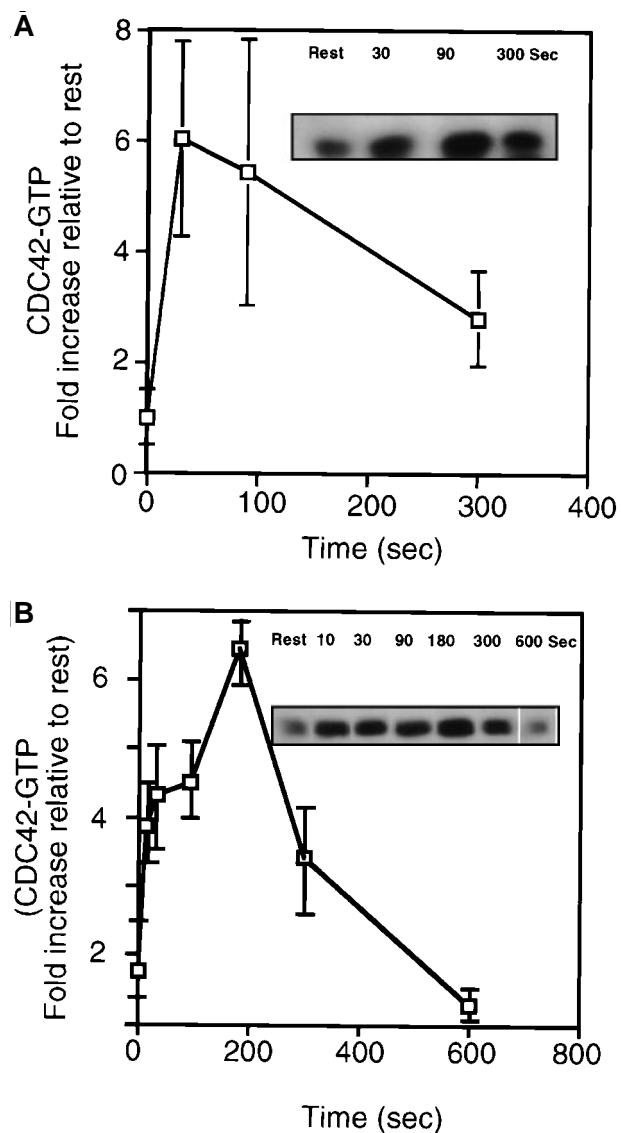 A
8
6
4
2
0
CDC42-GTP
Fold increase relative to rest
Rest 30 90 300 Sec
0 100 200 300 400
Time (sec)
B
6
4
2
(CDC42-GTP
Fold increase relative to rest)
Rest 10 30 90 180 300 600 Sec
0 200 400 600 800
Time (sec)